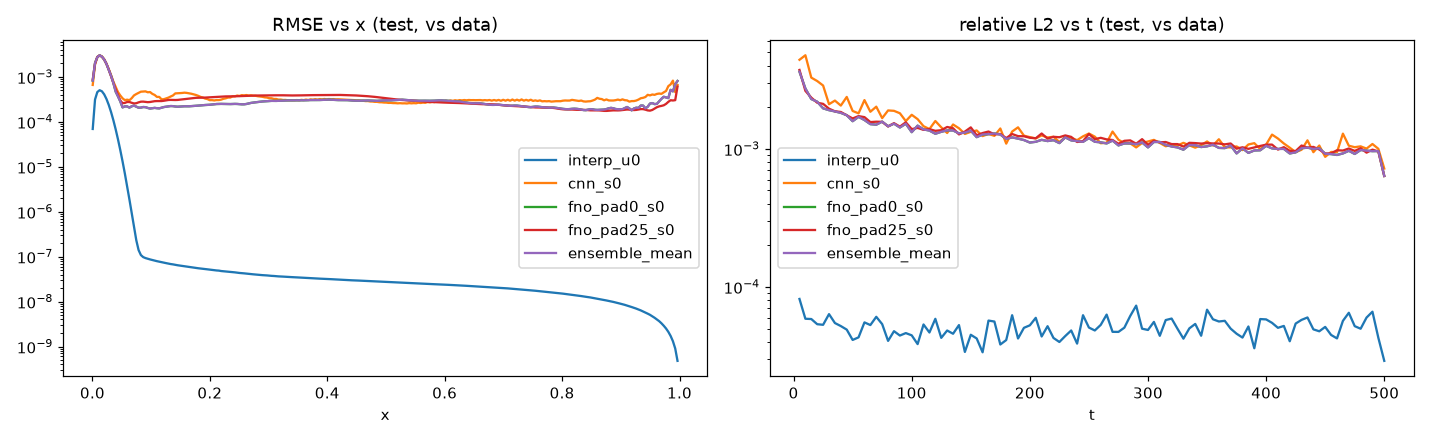 RMSE vs x (test, vs data)
10⁻³
10⁻⁴
10⁻⁵
10⁻⁶
10⁻⁷
10⁻⁸
10⁻⁹
interp_u0
cnn_s0
fno_pad0_s0
fno_pad25_s0
ensemble_mean
0.0 0.2 0.4 0.6 0.8 1.0
x
relative L2 vs t (test, vs data)
10⁻³
10⁻⁴
interp_u0
cnn_s0
fno_pad0_s0
fno_pad25_s0
ensemble_mean
0 100 200 300 400 500
t